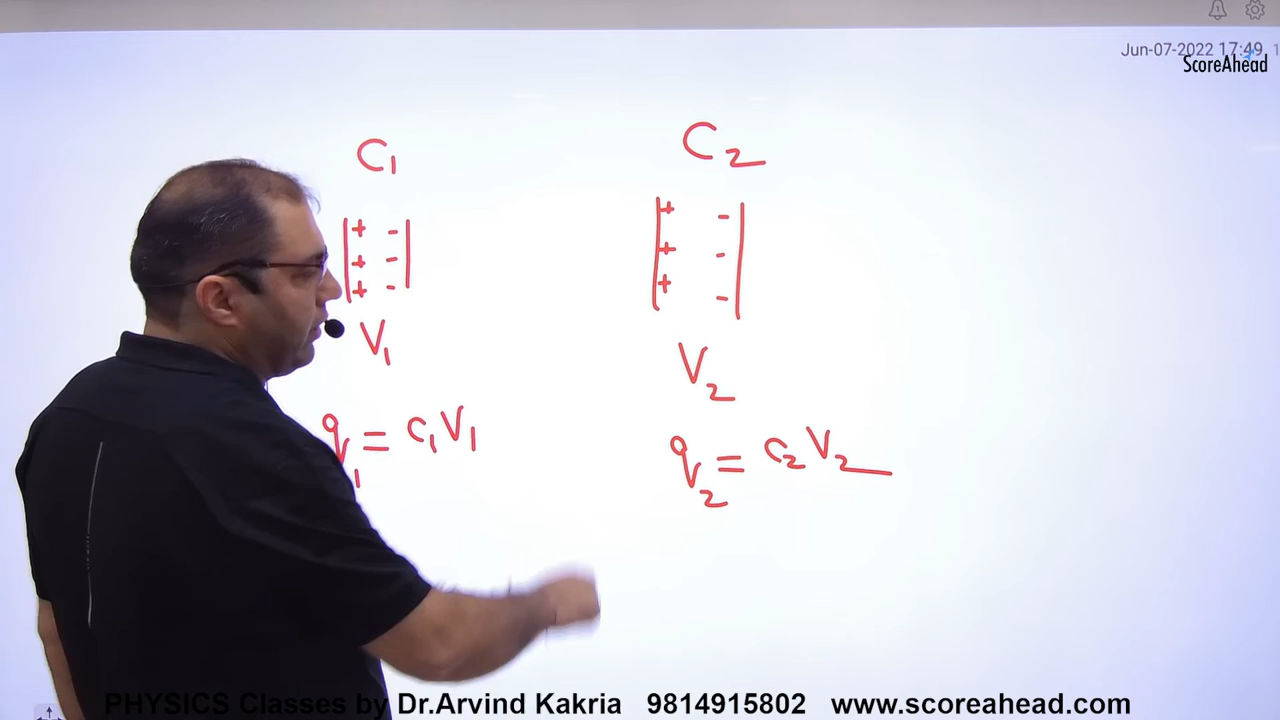 Jun-07-2022 17:49, 1
ScoreAhead
C1
C2
+ -
+ -
+ -
+ -
+ -
+ -
V1
V2
q1 = C1V1
q2 = C2V2
PHYSICS Classes by Dr.Arvind Kakria 9814915802 www.scoreahead.com